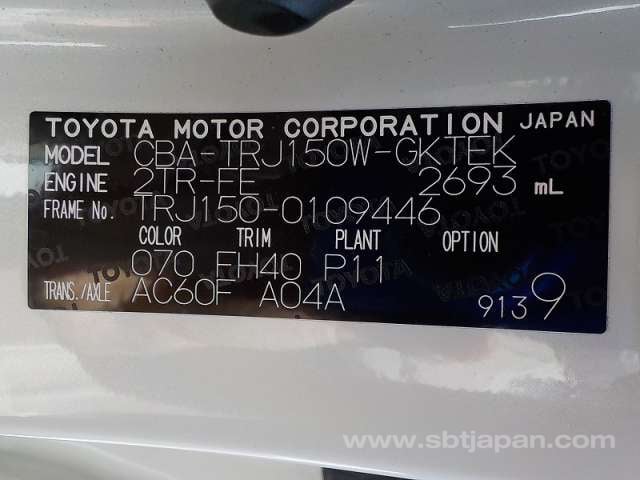 TOYOTA MOTOR CORPORATION JAPAN
MODEL CBA-TRJ150W-GKTEK
ENGINE 2TR-FE 2693 mL
FRAME No. TRJ150-0109446
COLOR TRIM PLANT OPTION
070 FH40 P11
TRANS./AXLE AC60F A04A 9139
www.sbtjapan.com